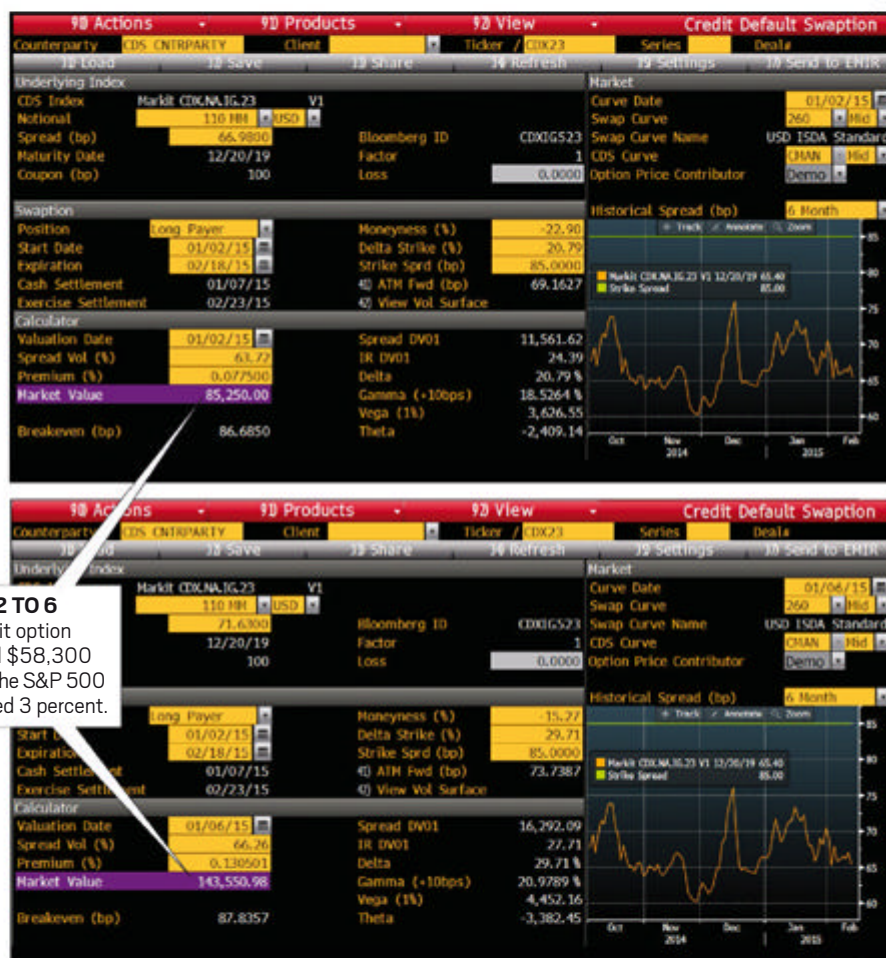 90 Actions 91) Products 92) View Credit Default Swaption
Counterparty CDS CNTRPARTY Client Ticker / CDX23 Series Deal#
Load Save Share Refresh Settings Send to EMIR
Underlying Index Market
CDS Index Markit CDX.NA.IG.23 V1 Curve Date 01/02/15
Notional 110 MM USD Swap Curve 260 Mid
Spread (bp) 66.9800 Bloomberg ID CDXIG523 Swap Curve Name USD ISDA Standard
Maturity Date 12/20/19 Factor 1 CDS Curve CMAN Mid
Coupon (bp) 100 Loss 0.0000 Option Price Contributor Demo
Swaption Historical Spread (bp) 6 Month
Position Long Payer Moneyness (%) -22.90 Track Annotate Zoom
Start Date 01/02/15 Delta Strike (%) 20.79
Expiration 02/18/15 Strike Sprd (bp) 85.0000
Cash Settlement 01/07/15 ATM Fwd (bp) 69.1627
Exercise Settlement 02/23/15 View Vol Surface
Markit CDX.NA.IG.23 V1 12/20/19 65.40
Strike Spread 85.00
Calculator
Valuation Date 01/02/15 Spread DV01 11,561.62
Spread Vol (%) 63.72 IR DV01 24.39
Premium (%) 0.077500 Delta 20.79 %
Market Value 85,250.00 Gamma (+10bps) 18.5264 %
Vega (1%) 3,626.55
Breakeven (bp) 86.6850 Theta -2,409.14
85
80
75
70
65
60
Oct Nov Dec Jan Feb
2014 2015
90 Actions 91) Products 92) View Credit Default Swaption
Counterparty CDS CNTRPARTY Client Ticker / CDX23 Series Deal#
Save Share Refresh Settings Send to EMIR
Underlying Index Market
Markit CDX.NA.IG.23 V1 Curve Date 01/06/15
110 MM USD Swap Curve 260 Mid
71.6300 Bloomberg ID CDXIG523 Swap Curve Name USD ISDA Standard
12/20/19 Factor 1 CDS Curve CMAN Mid
100 Loss 0.0000 Option Price Contributor Demo
2 TO 6
it option
$58,300
he S&P 500
ed 3 percent.
Historical Spread (bp) 6 Month
Long Payer Moneyness (%) -15.27 Track Annotate Zoom
Start 01/02/15 Delta Strike (%) 29.71
Expiration 02/18/15 Strike Sprd (bp) 85.0000
Cash Settlement 01/07/15 ATM Fwd (bp) 73.7387
Exercise Settlement 02/23/15 View Vol Surface
Markit CDX.NA.IG.23 V1 12/20/19 65.40
Strike Spread 85.00
Calculator
Valuation Date 01/06/15 Spread DV01 16,292.09
Spread Vol (%) 66.26 IR DV01 27.71
Premium (%) 0.130501 Delta 29.71 %
Market Value 143,550.98 Gamma (+10bps) 20.9789 %
Vega (1%) 4,452.16
Breakeven (bp) 87.8357 Theta -3,382.45
85
80
75
70
65
60
Oct Nov Dec Jan Feb
2014 2015